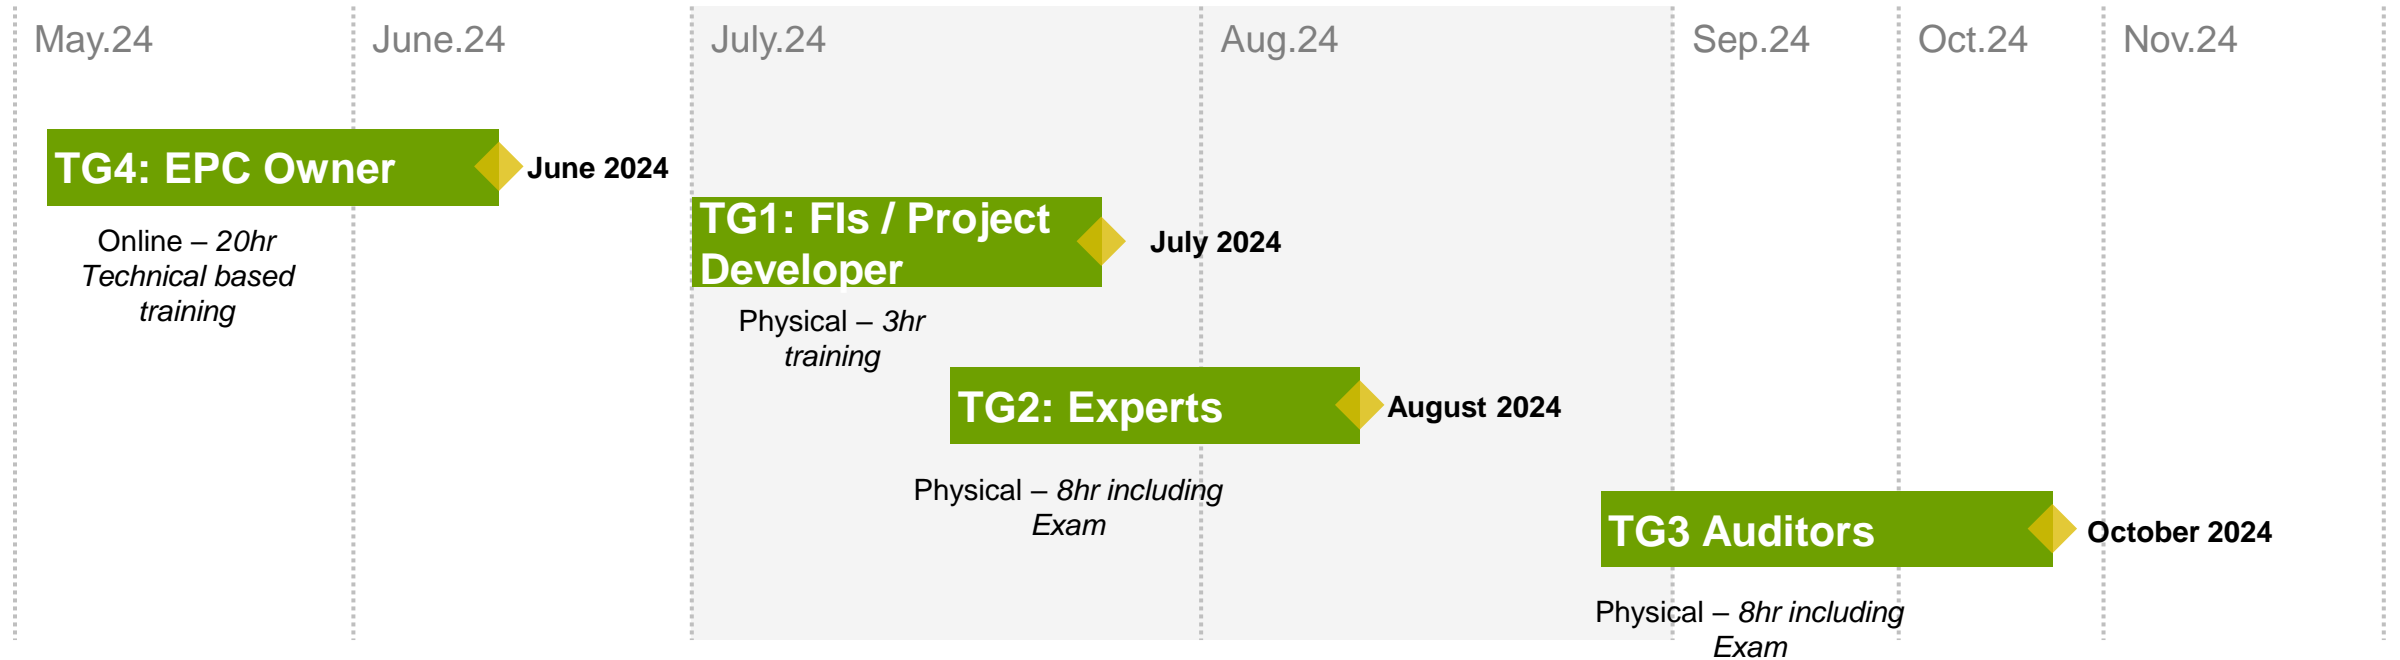 May.24
June.24
July.24
Aug.24
Sep.24
Oct.24
Nov.24
TG4: EPC Owner
June 2024
Online – 20hr
Technical based
training
TG1: FIs / Project
Developer
July 2024
Physical – 3hr
training
TG2: Experts
August 2024
Physical – 8hr including
Exam
TG3 Auditors
October 2024
Physical – 8hr including
Exam